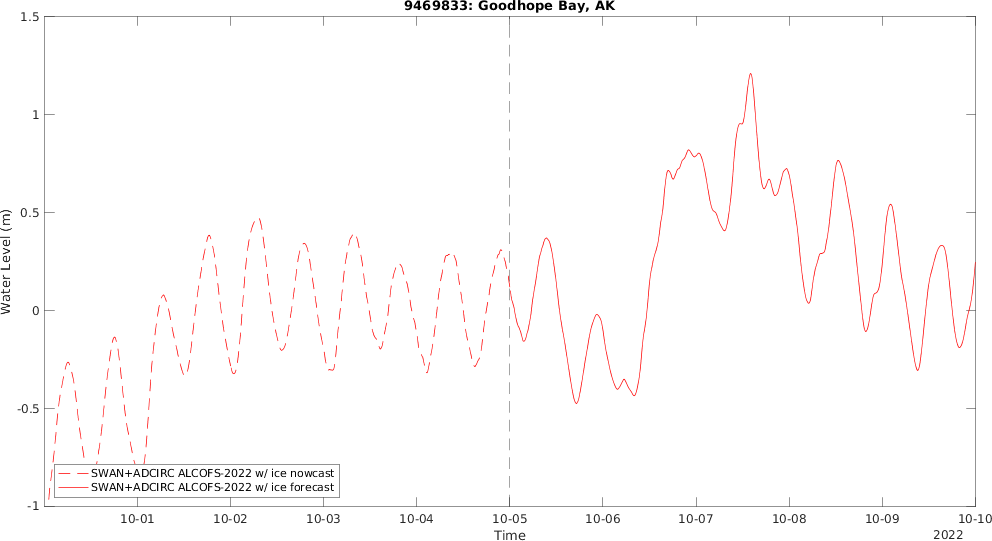 9469833: Goodhope Bay, AK
Water Level (m)
1.5
1
0.5
0
-0.5
-1
SWAN+ADCIRC ALCOFS-2022 w/ ice nowcast
SWAN+ADCIRC ALCOFS-2022 w/ ice forecast
10-01 10-02 10-03 10-04 10-05 10-06 10-07 10-08 10-09 10-10
Time
2022